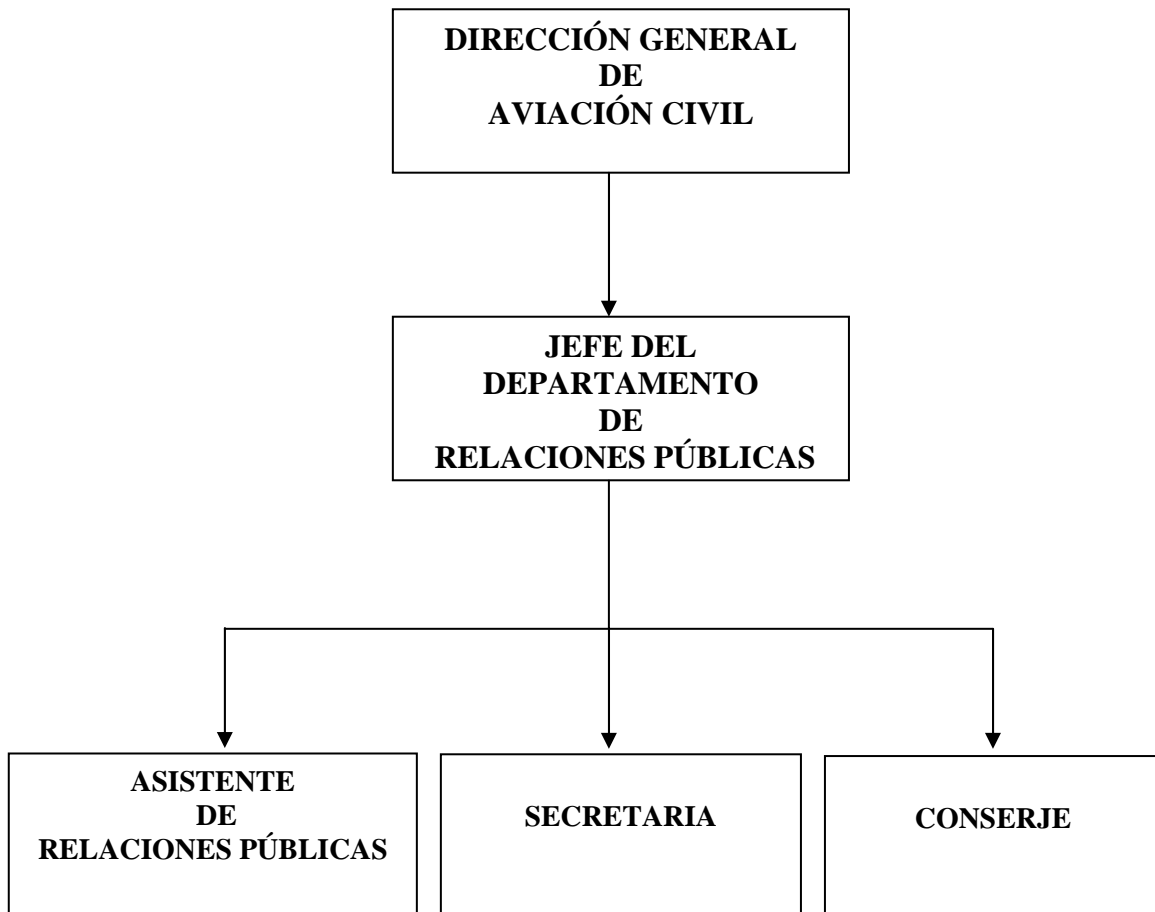 DIRECCIÓN GENERAL
DE
AVIACIÓN CIVIL
JEFE DEL
DEPARTAMENTO
DE
RELACIONES PÚBLICAS
ASISTENTE
DE
RELACIONES PÚBLICAS
SECRETARIA
CONSERJE